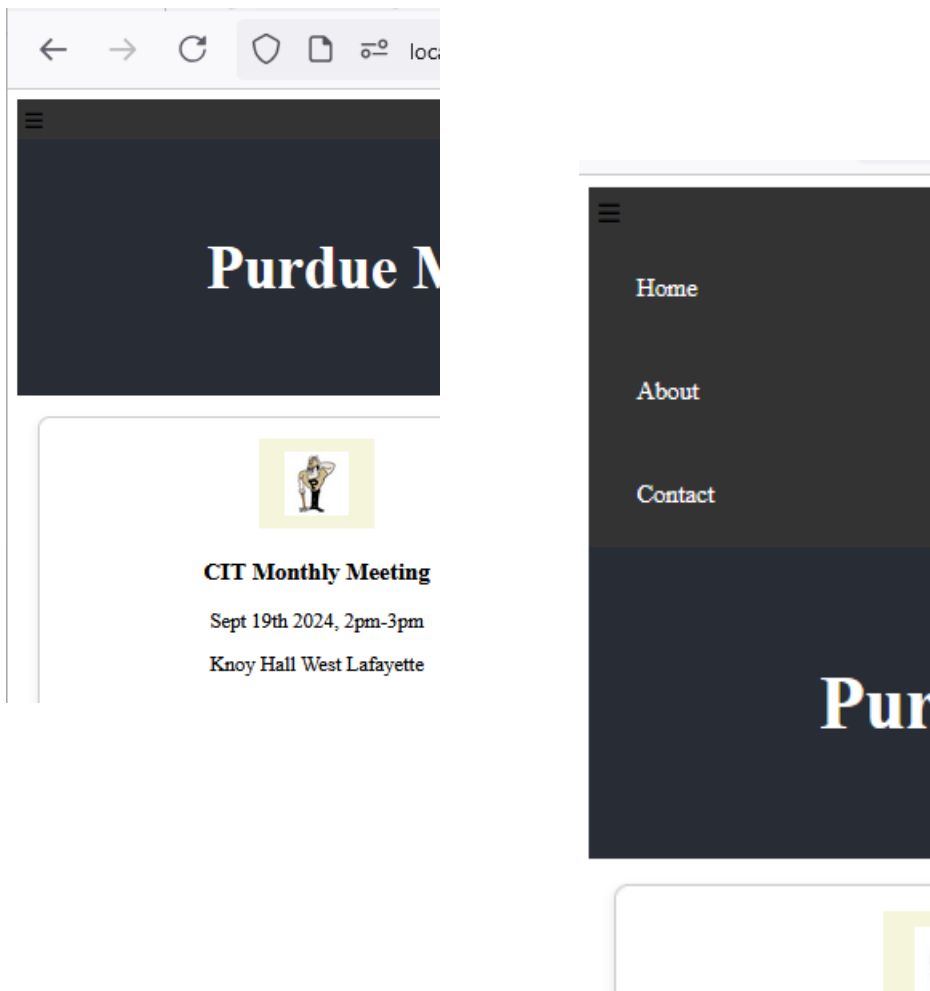 loc
Purdue M
CIT Monthly Meeting
Sept 19th 2024, 2pm-3pm
Knoy Hall West Lafayette
Home
About
Contact
Pur